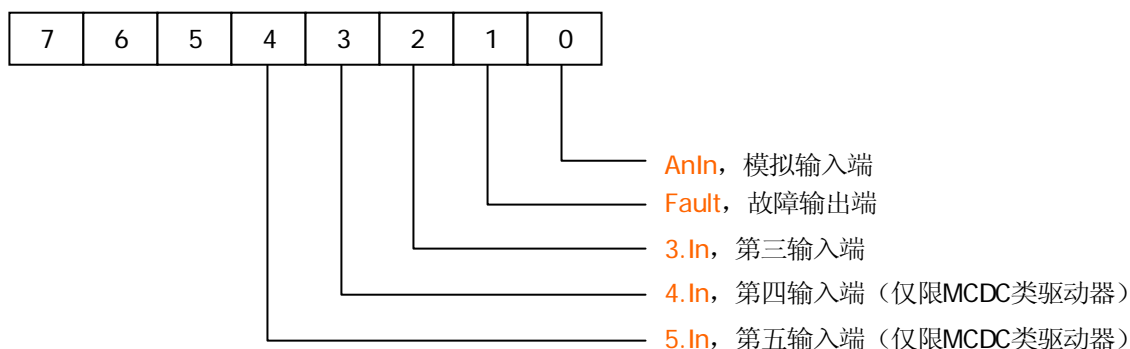 7 6 5 4 3 2 1 0
AnIn，模拟输入端
Fault，故障输出端
3.In，第三输入端
4.In，第四输入端（仅限MCDC类驱动器）
5.In，第五输入端（仅限MCDC类驱动器）